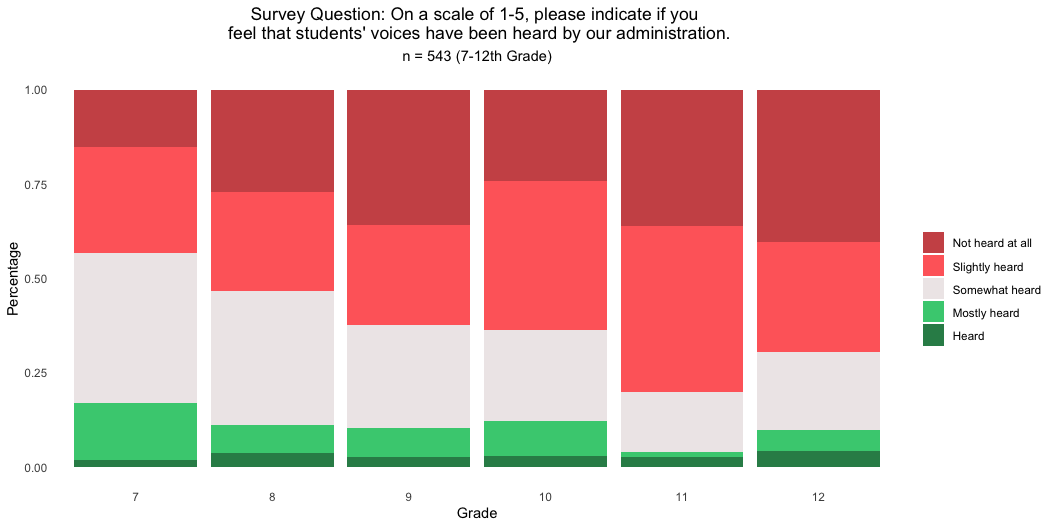 Survey Question: On a scale of 1-5, please indicate if you
feel that students' voices have been heard by our administration.
n = 543 (7-12th Grade)
1.00
0.75
0.50
0.25
0.00
Percentage
7
8
9
10
11
12
Grade
Not heard at all
Slightly heard
Somewhat heard
Mostly heard
Heard